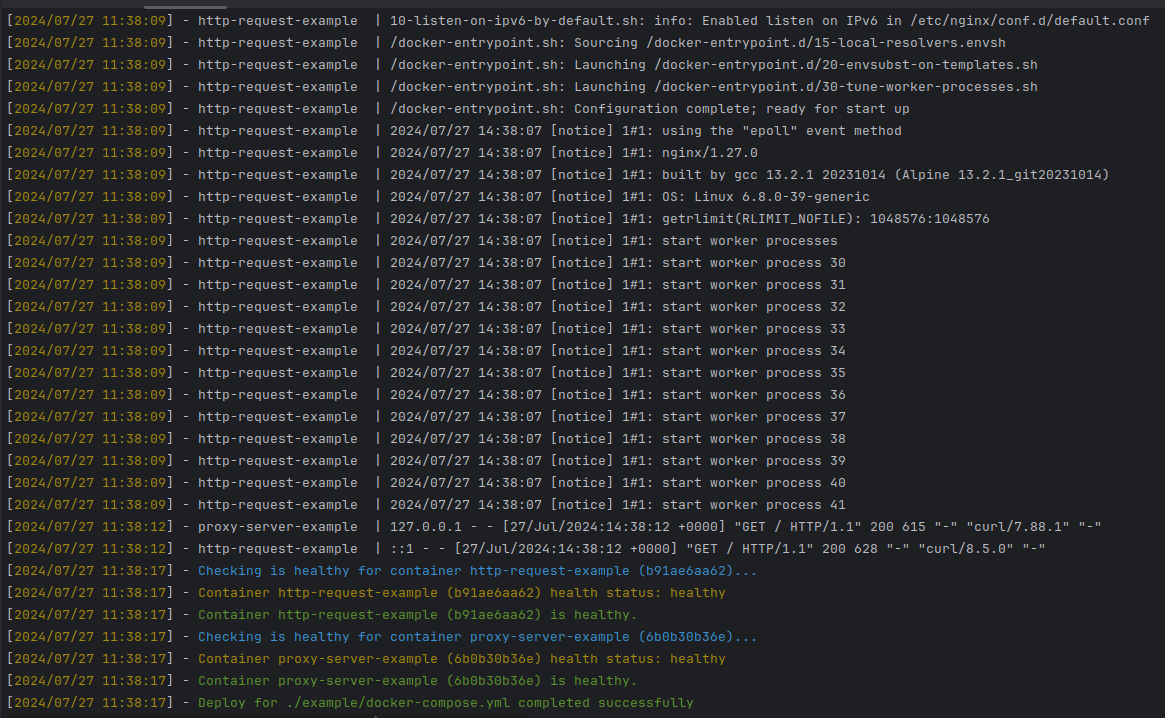 [2024/07/27 11:38:09] - http-request-example  | 10-listen-on-ipv6-by-default.sh: info: Enabled listen on IPv6 in /etc/nginx/conf.d/default.conf
[2024/07/27 11:38:09] - http-request-example  | /docker-entrypoint.sh: Sourcing /docker-entrypoint.d/15-local-resolvers.envsh
[2024/07/27 11:38:09] - http-request-example  | /docker-entrypoint.sh: Launching /docker-entrypoint.d/20-envsubst-on-templates.sh
[2024/07/27 11:38:09] - http-request-example  | /docker-entrypoint.sh: Launching /docker-entrypoint.d/30-tune-worker-processes.sh
[2024/07/27 11:38:09] - http-request-example  | /docker-entrypoint.sh: Configuration complete; ready for start up
[2024/07/27 11:38:09] - http-request-example  | 2024/07/27 14:38:07 [notice] 1#1: using the "epoll" event method
[2024/07/27 11:38:09] - http-request-example  | 2024/07/27 14:38:07 [notice] 1#1: nginx/1.27.0
[2024/07/27 11:38:09] - http-request-example  | 2024/07/27 14:38:07 [notice] 1#1: built by gcc 13.2.1 20231014 (Alpine 13.2.1_git20231014)
[2024/07/27 11:38:09] - http-request-example  | 2024/07/27 14:38:07 [notice] 1#1: OS: Linux 6.8.0-39-generic
[2024/07/27 11:38:09] - http-request-example  | 2024/07/27 14:38:07 [notice] 1#1: getrlimit(RLIMIT_NOFILE): 1048576:1048576
[2024/07/27 11:38:09] - http-request-example  | 2024/07/27 14:38:07 [notice] 1#1: start worker processes
[2024/07/27 11:38:09] - http-request-example  | 2024/07/27 14:38:07 [notice] 1#1: start worker process 30
[2024/07/27 11:38:09] - http-request-example  | 2024/07/27 14:38:07 [notice] 1#1: start worker process 31
[2024/07/27 11:38:09] - http-request-example  | 2024/07/27 14:38:07 [notice] 1#1: start worker process 32
[2024/07/27 11:38:09] - http-request-example  | 2024/07/27 14:38:07 [notice] 1#1: start worker process 33
[2024/07/27 11:38:09] - http-request-example  | 2024/07/27 14:38:07 [notice] 1#1: start worker process 34
[2024/07/27 11:38:09] - http-request-example  | 2024/07/27 14:38:07 [notice] 1#1: start worker process 35
[2024/07/27 11:38:09] - http-request-example  | 2024/07/27 14:38:07 [notice] 1#1: start worker process 36
[2024/07/27 11:38:09] - http-request-example  | 2024/07/27 14:38:07 [notice] 1#1: start worker process 37
[2024/07/27 11:38:09] - http-request-example  | 2024/07/27 14:38:07 [notice] 1#1: start worker process 38
[2024/07/27 11:38:09] - http-request-example  | 2024/07/27 14:38:07 [notice] 1#1: start worker process 39
[2024/07/27 11:38:09] - http-request-example  | 2024/07/27 14:38:07 [notice] 1#1: start worker process 40
[2024/07/27 11:38:09] - http-request-example  | 2024/07/27 14:38:07 [notice] 1#1: start worker process 41
[2024/07/27 11:38:12] - proxy-server-example  | 127.0.0.1 - - [27/Jul/2024:14:38:12 +0000] "GET / HTTP/1.1" 200 615 "-" "curl/7.88.1" "-"
[2024/07/27 11:38:12] - http-request-example  | ::1 - - [27/Jul/2024:14:38:12 +0000] "GET / HTTP/1.1" 200 628 "-" "curl/8.5.0" "-"
[2024/07/27 11:38:17] - Checking is healthy for container http-request-example (b91ae6aa62)...
[2024/07/27 11:38:17] - Container http-request-example (b91ae6aa62) health status: healthy
[2024/07/27 11:38:17] - Container http-request-example (b91ae6aa62) is healthy.
[2024/07/27 11:38:17] - Checking is healthy for container proxy-server-example (6b0b30b36e)...
[2024/07/27 11:38:17] - Container proxy-server-example (6b0b30b36e) health status: healthy
[2024/07/27 11:38:17] - Container proxy-server-example (6b0b30b36e) is healthy.
[2024/07/27 11:38:17] - Deploy for ./example/docker-compose.yml completed successfully